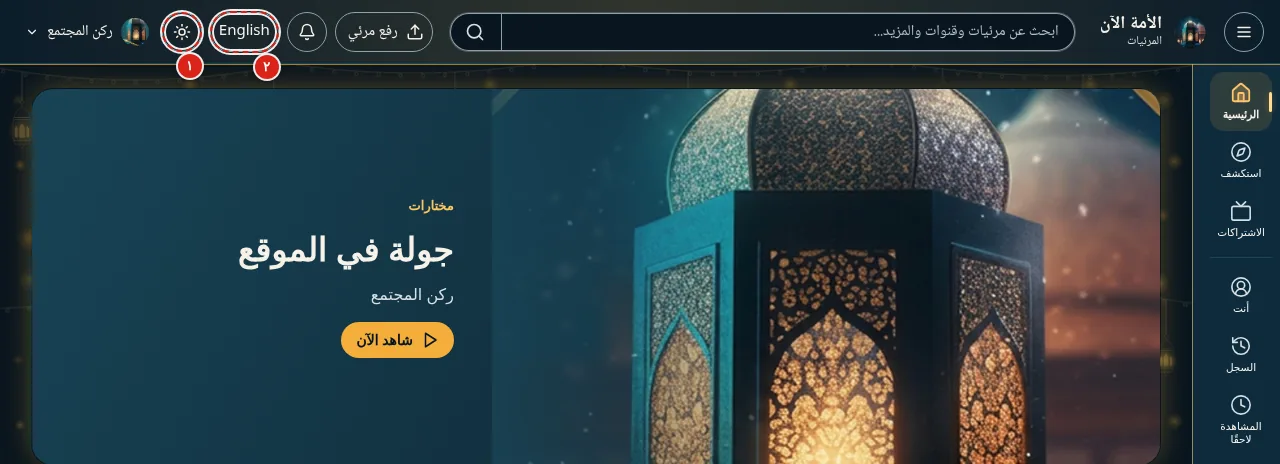 الأمة الآن
المرئيات
ابحث عن مرئيات وقنوات والمزيد...
رفع مرئي
English
ركن المجتمع
٢
١
الرئيسية
استكشف
الاشتراكات
أنت
السجل
المشاهدة
لاحقًا
مختارات
جولة في الموقع
ركن المجتمع
شاهد الآن